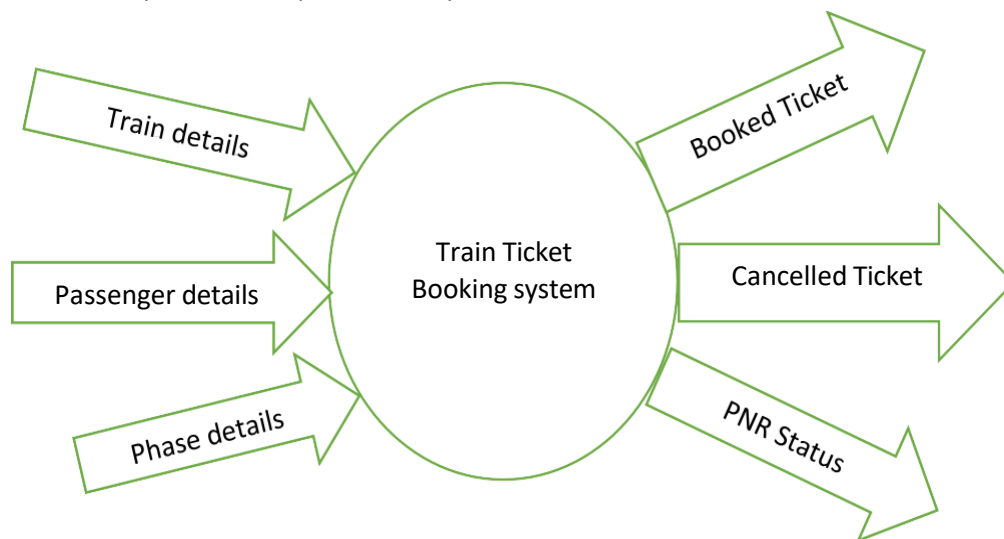 Train details
Passenger details
Phase details
Train Ticket
Booking system
Booked Ticket
Cancelled Ticket
PNR Status